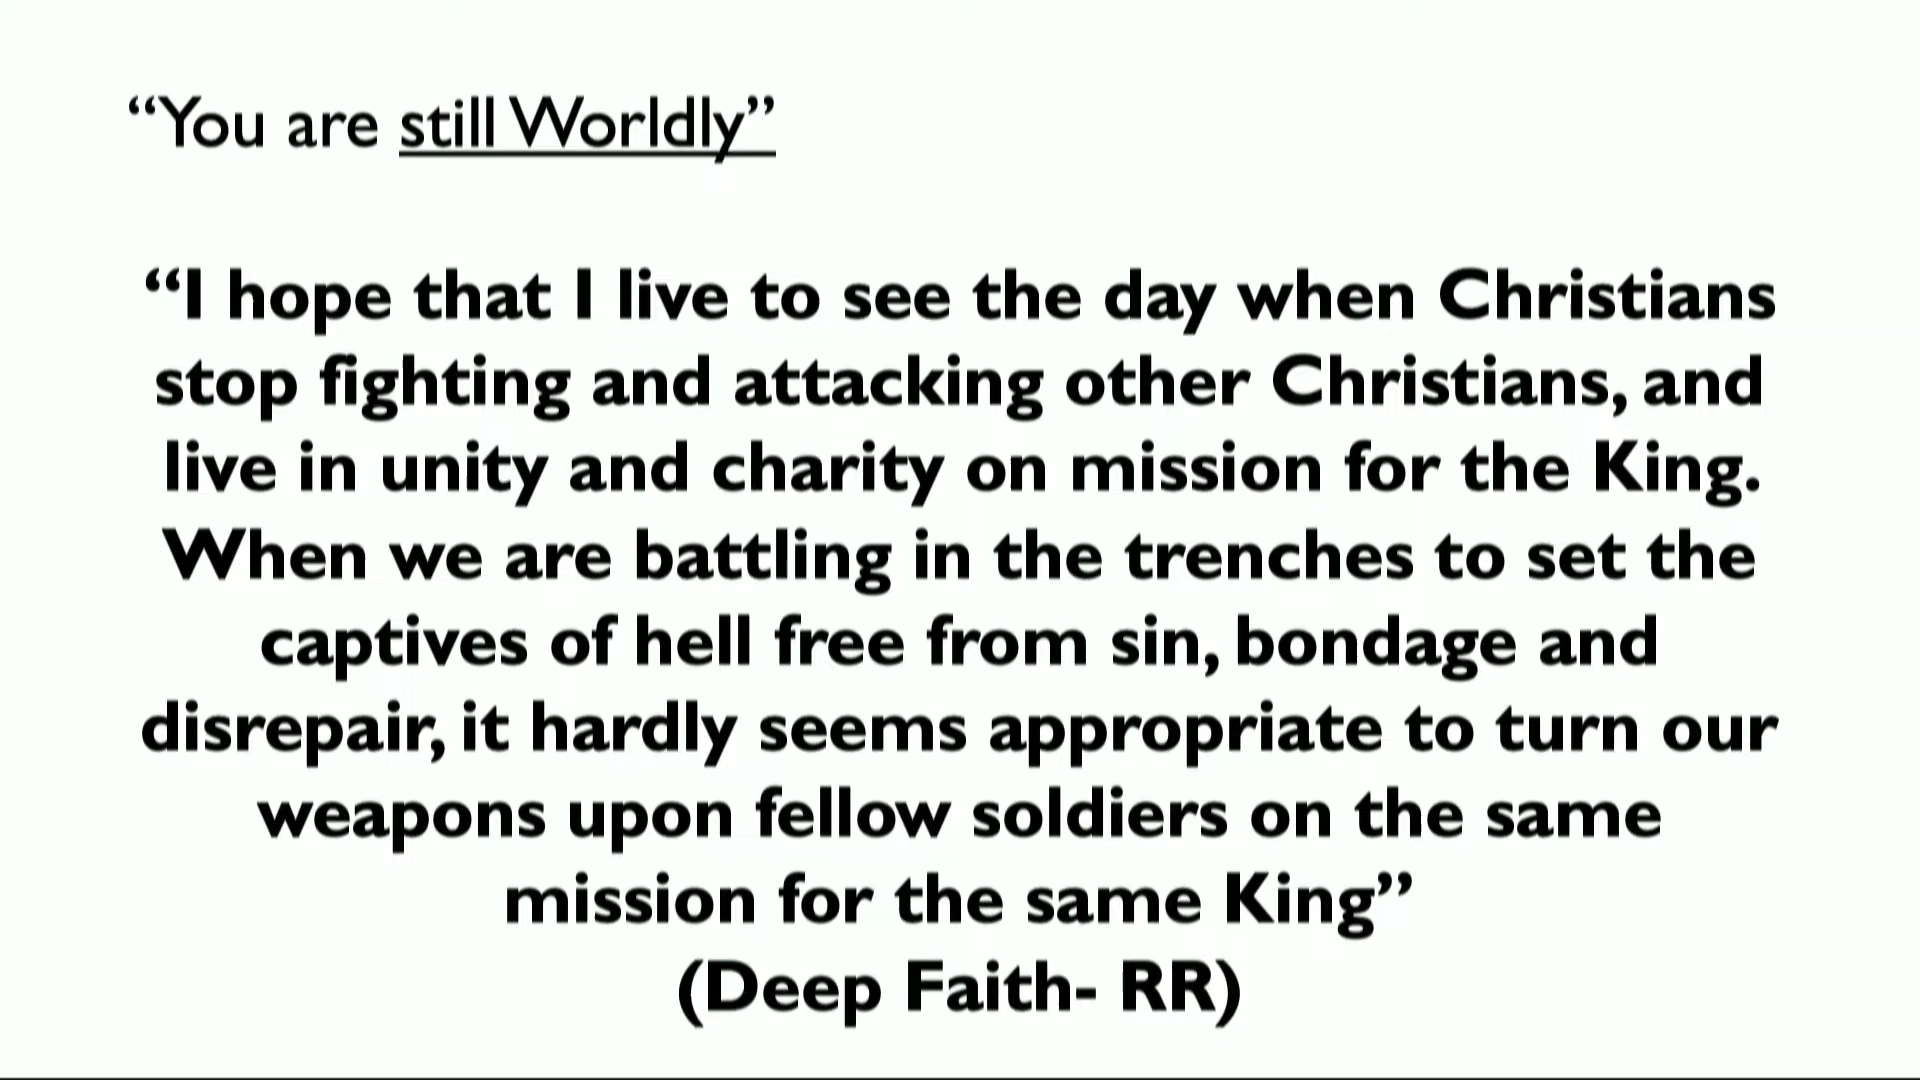 “You are still Worldly”
“I hope that I live to see the day when Christians
stop fighting and attacking other Christians, and
live in unity and charity on mission for the King.
When we are battling in the trenches to set the
captives of hell free from sin, bondage and
disrepair, it hardly seems appropriate to turn our
weapons upon fellow soldiers on the same
mission for the same King”
(Deep Faith- RR)